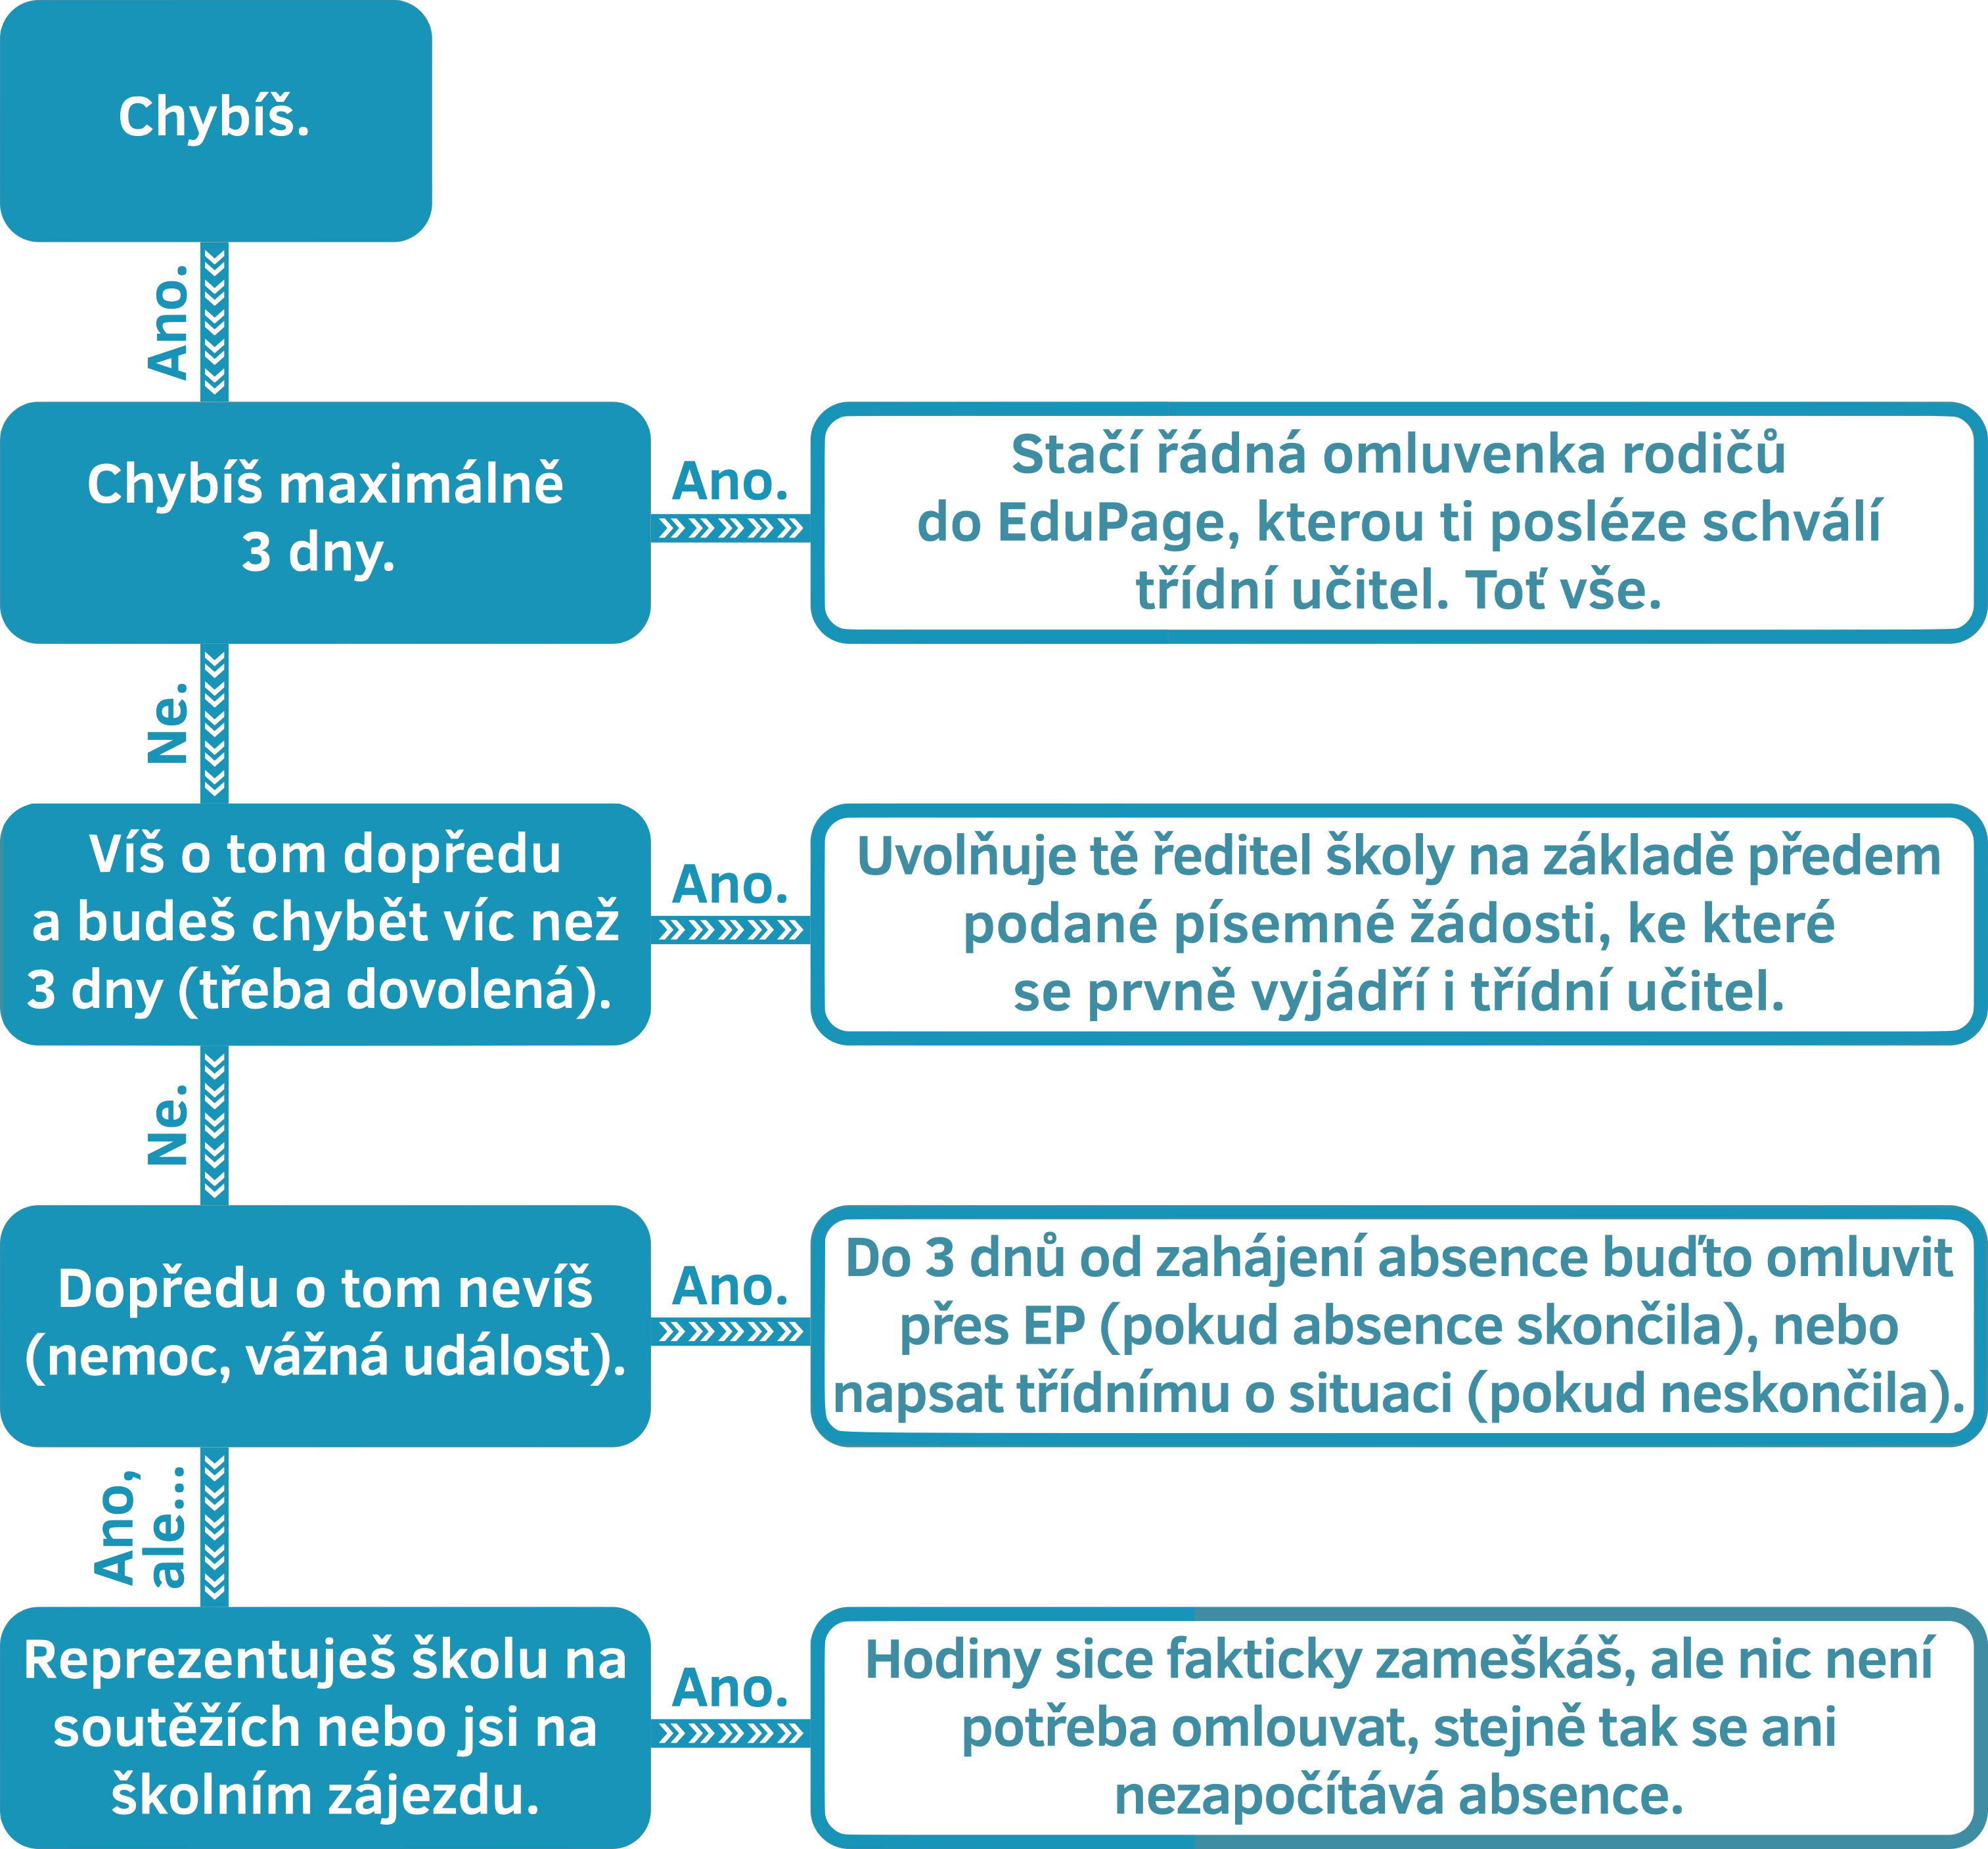 Chybíš.
Ano.
Chybíš maximálně
3 dny.
Ano.
Stačí řádná omluvenka rodičů
do EduPage, kterou ti posléze schválí
třídní učitel. Toť vše.
Ne.
Víš o tom dopředu
a budeš chybět víc než
3 dny (třeba dovolená).
Ano.
Uvolňuje tě ředitel školy na základě předem
podané písemné žádosti, ke které
se prvně vyjádří i třídní učitel.
Ne.
Dopředu o tom nevíš
(nemoc, vážná událost).
Ano.
Do 3 dnů od zahájení absence buďto omluvit
přes EP (pokud absence skončila), nebo
napsat třídnímu o situaci (pokud neskončila).
Ano,
ale...
Reprezentuješ školu na
soutěžích nebo jsi na
školním zájezdu.
Ano.
Hodiny sice fakticky zameškáš, ale nic není
potřeba omlouvat, stejně tak se ani
nezapočítává absence.